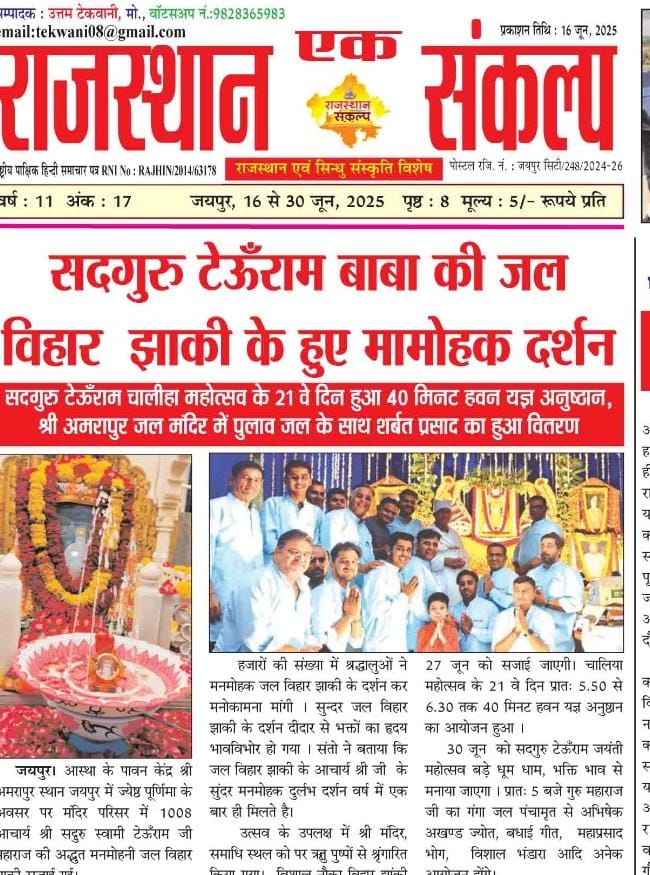 सम्पादक : उत्तम टेकवानी, मो., वॉटसअप नं.:9828365983
email:tekwani08@gmail.com
प्रकाशन तिथि : 16 जून, 2025
राजस्थान एक संकल्प
राजस्थान
संकल्प
राष्ट्रीय पाक्षिक हिन्दी समाचार पत्र RNI No : RAJHIN/2014/63178
राजस्थान एवं सिन्धु संस्कृति विशेष
पोस्टल रजि. नं. : जयपुर सिटी/248/2024-26
वर्ष : 11 अंक : 17 जयपुर, 16 से 30 जून, 2025 पृष्ठ : 8 मूल्य : 5/- रूपये प्रति
सदगुरु टेऊँराम बाबा की जल
विहार झाकी के हुए मामोहक दर्शन
सदगुरु टेऊँराम चालीहा महोत्सव के 21 वे दिन हुआ 40 मिनट हवन यज्ञ अनुष्ठान,
श्री अमरापुर जल मंदिर में पुलाव जल के साथ शर्बत प्रसाद का हुआ वितरण
जयपुर। आस्था के पावन केंद्र श्री
अमरापुर स्थान जयपुर में ज्येष्ठ पूर्णिमा के
अवसर पर मंदिर परिसर में 1008
आचार्य श्री सद्गुरु स्वामी टेऊँराम जी
महाराज की अद्भुत मनमोहनी जल विहार
हजारों की संख्या में श्रद्धालुओं ने
मनमोहक जल विहार झाकी के दर्शन कर
मनोकामना मांगी । सुन्दर जल विहार
झाकी के दर्शन दीदार से भक्तों का हृदय
भावविभोर हो गया । संतो ने बताया कि
जल विहार झाकी के आचार्य श्री जी के
सुंदर मनमोहक दुर्लभ दर्शन वर्ष में एक
बार ही मिलते है।
उत्सव के उपलक्ष में श्री मंदिर,
समाधि स्थल को पर ऋतु पुष्पों से श्रृंगारित
किया गया। विशाल नौका विहार झांकी
27 जून को सजाई जाएगी। चालिया
महोत्सव के 21 वे दिन प्रातः 5.50 से
6.30 तक 40 मिनट हवन यज्ञ अनुष्ठान
का आयोजन हुआ ।
30 जून को सदगुरु टेऊँराम जयंती
महोत्सव बड़े धूम धाम, भक्ति भाव से
मनाया जाएगा । प्रातः 5 बजे गुरु महाराज
जी का गंगा जल पंचामृत से अभिषेक
अखण्ड ज्योत, बधाई गीत, महाप्रसाद
भोग, विशाल भंडारा आदि अनेक
आयोजन होंगे।